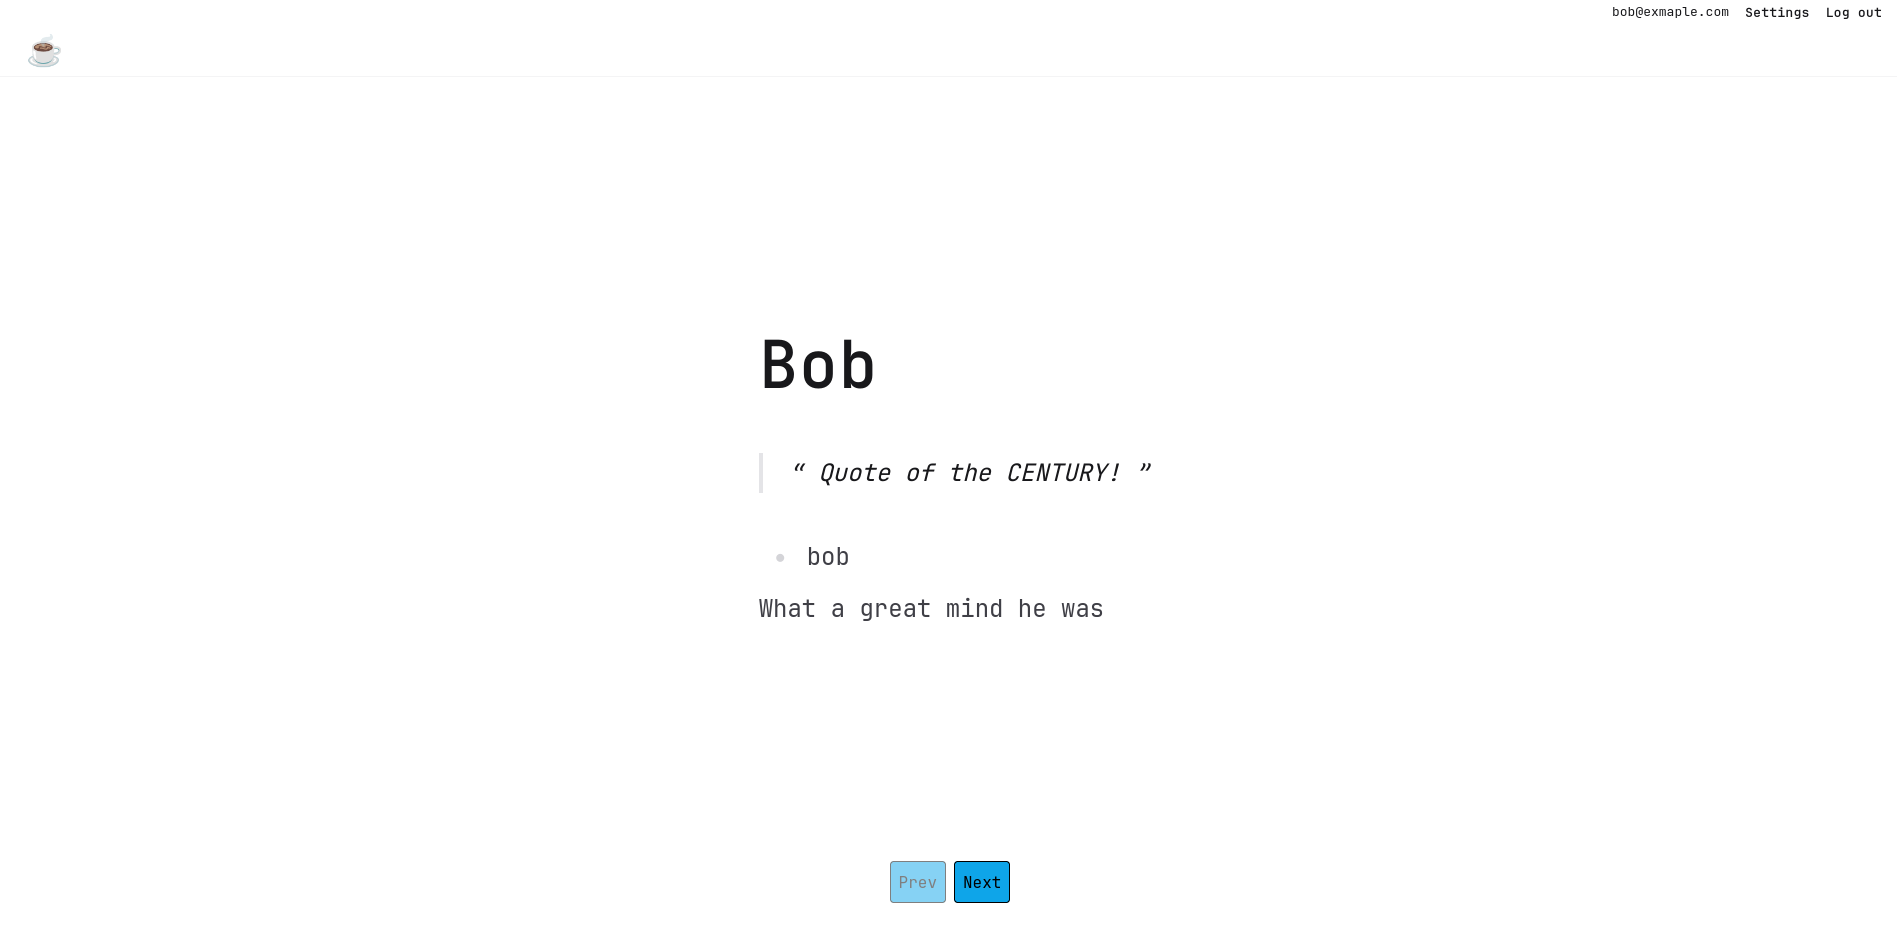 bob@exmaple.com Settings Log out
Bob
“ Quote of the CENTURY! ”
bob
What a great mind he was
Prev Next